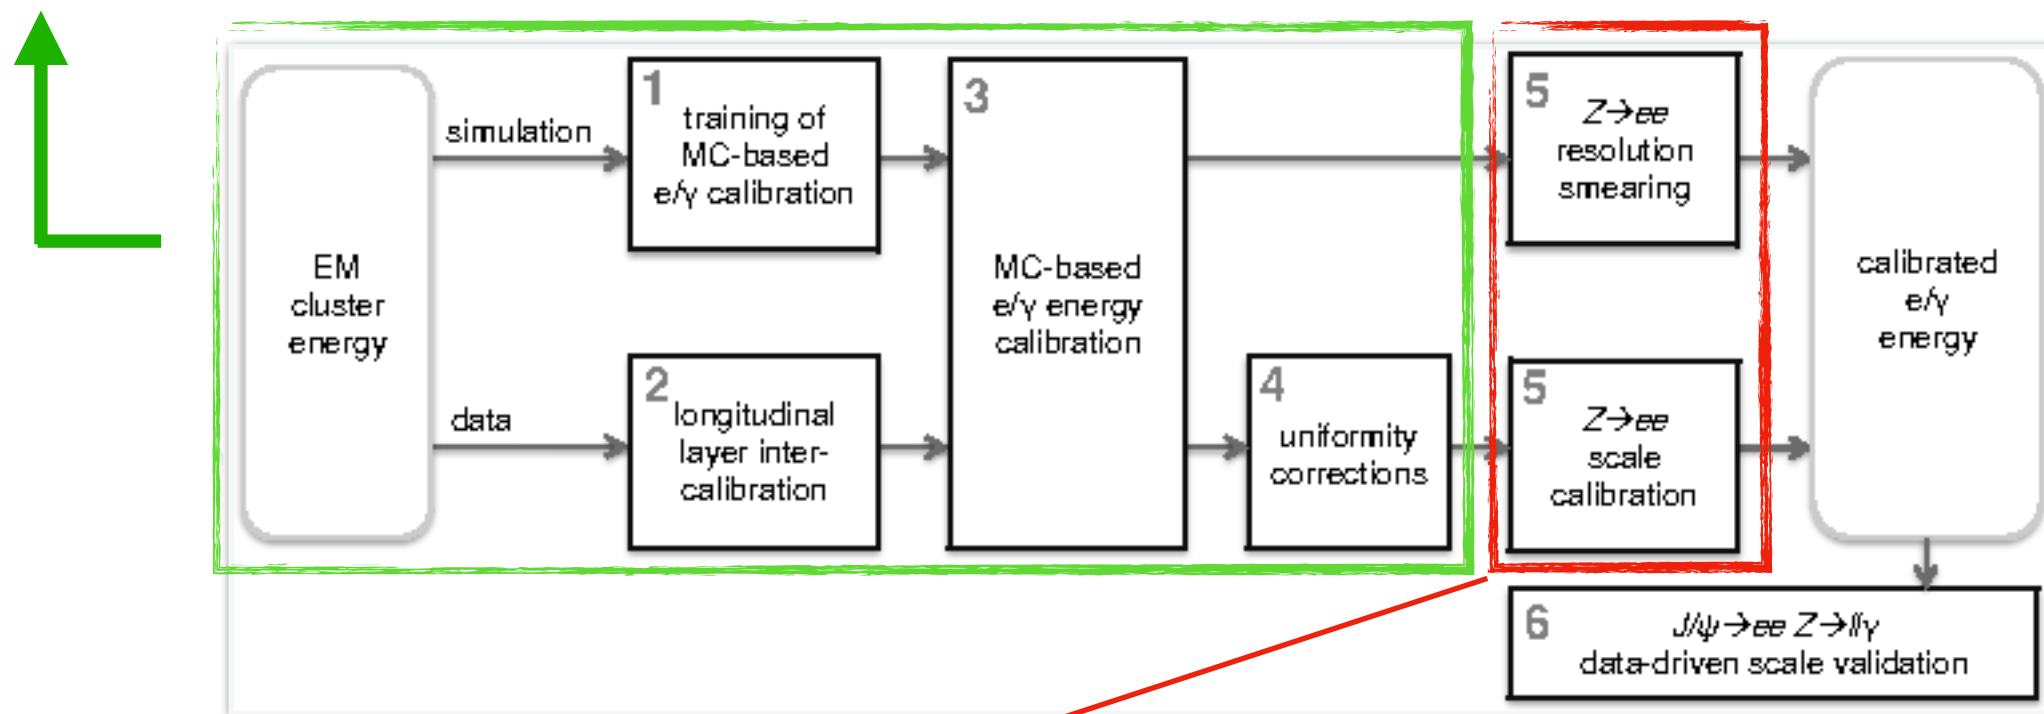 EM
cluster
energy
simulation
data
1
training of
MC-based
e/γ calibration
2
longitudinal
layer inter-
calibration
3
MC-based
e/γ energy
calibration
4
uniformity
corrections
5
Z→ee
resolution
smearing
5
Z→ee
scale
calibration
calibrated
e/γ
energy
6
J/ψ→ee Z→llγ
data-driven scale validation